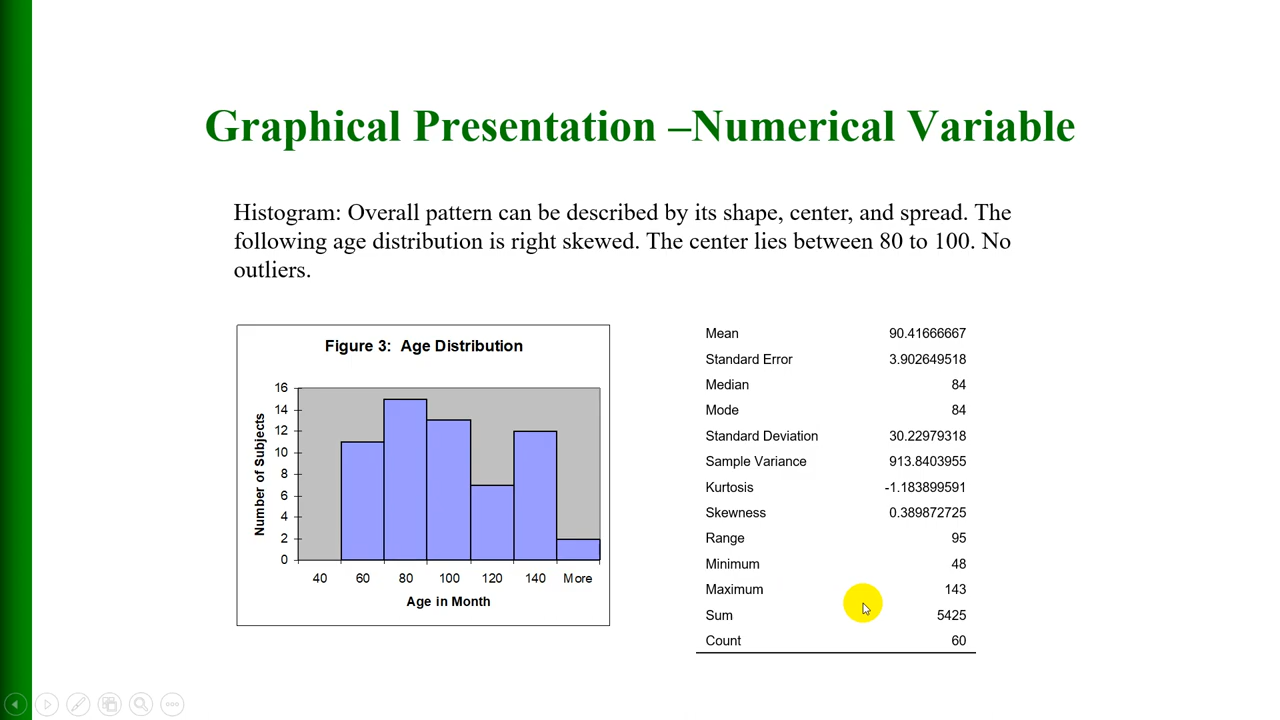 Graphical Presentation –Numerical Variable
Histogram: Overall pattern can be described by its shape, center, and spread. The
following age distribution is right skewed. The center lies between 80 to 100. No
outliers.
Figure 3: Age Distribution
Number of Subjects
16
14
12
10
8
6
4
2
0
40 60 80 100 120 140 More
Age in Month
Mean 90.41666667
Standard Error 3.902649518
Median 84
Mode 84
Standard Deviation 30.22979318
Sample Variance 913.8403955
Kurtosis -1.183899591
Skewness 0.389872725
Range 95
Minimum 48
Maximum 143
Sum 5425
Count 60